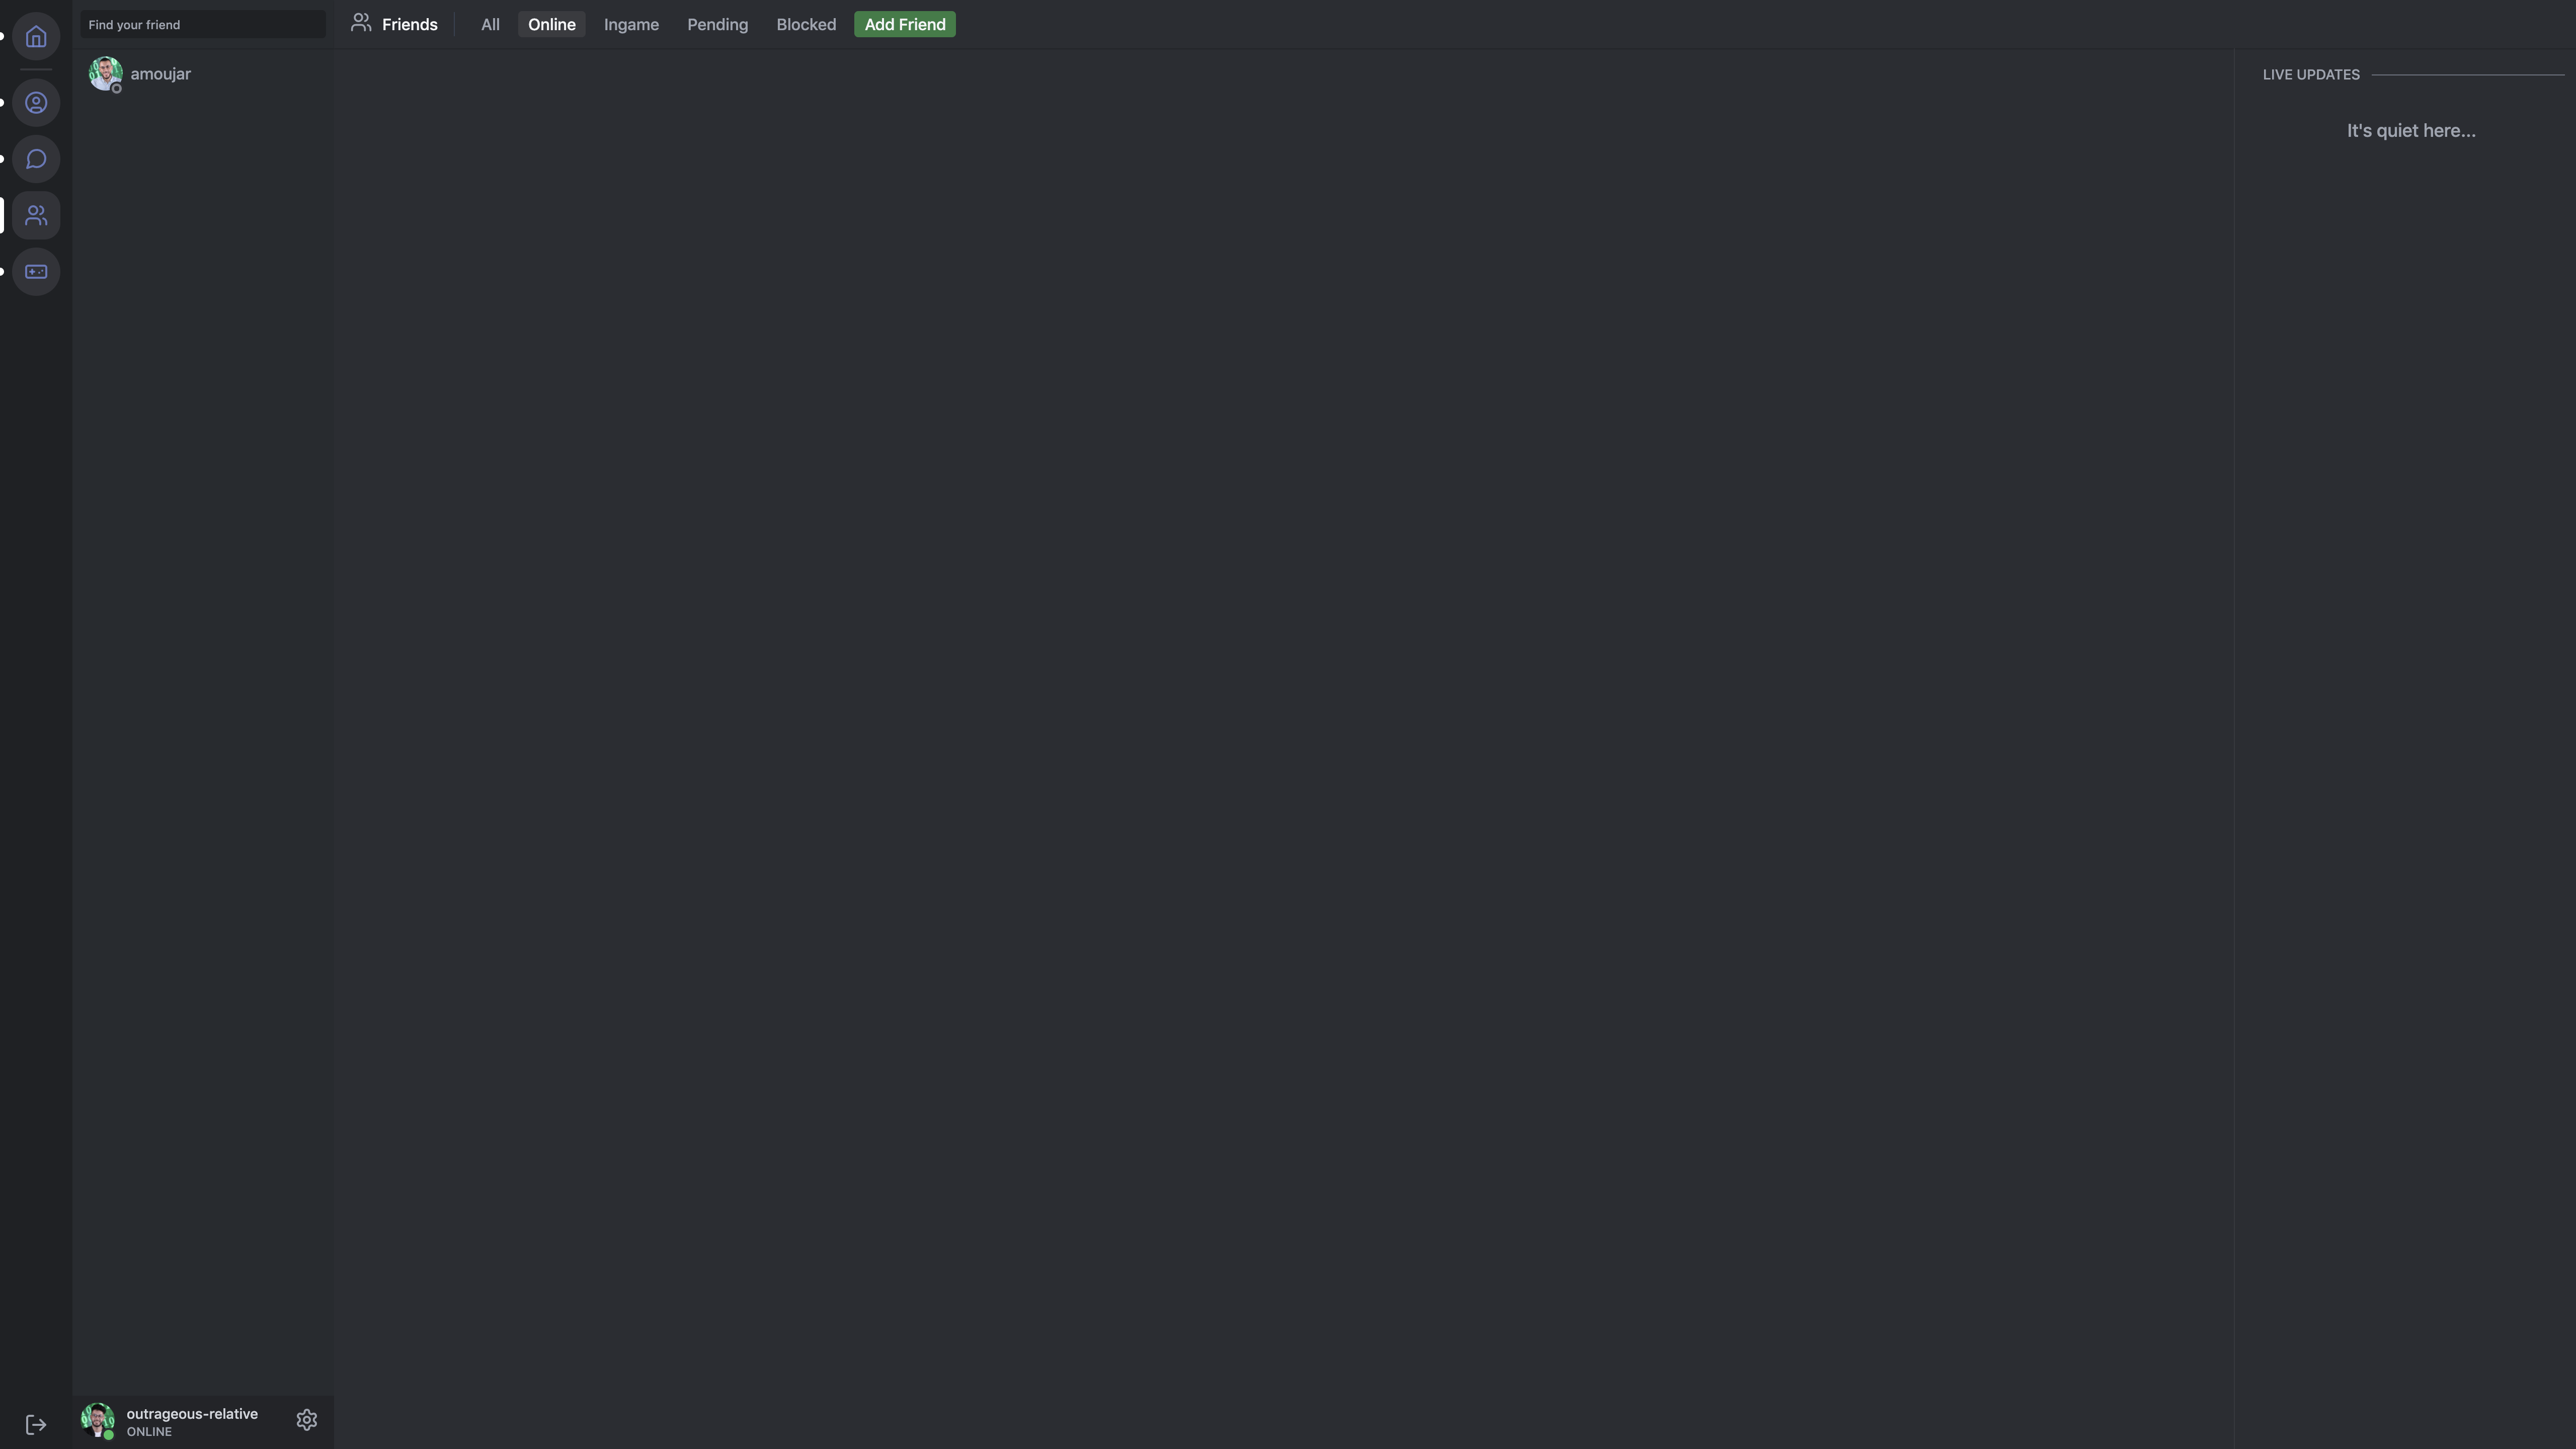 Find your friend
Friends
All
Online
Ingame
Pending
Blocked
Add Friend
amoujar
LIVE UPDATES
It's quiet here...
outrageous-relative
ONLINE